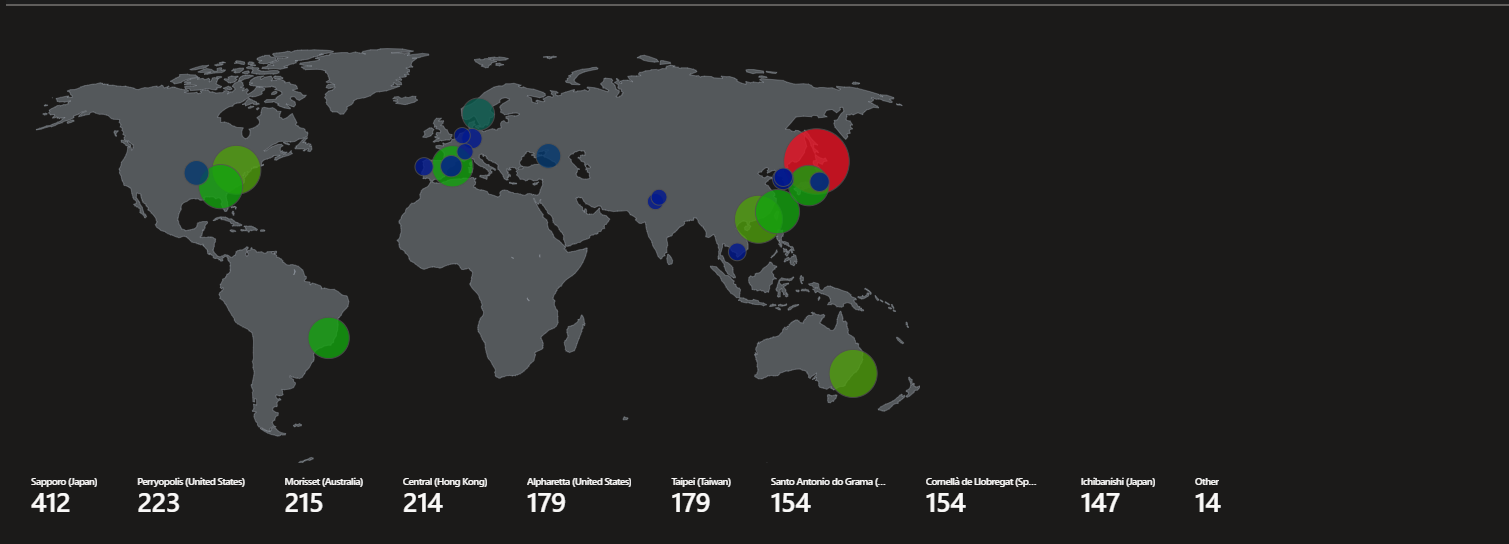 Sapporo (Japan) Perryopolis (United States) Morisset (Australia) Central (Hong Kong) Alpharetta (United States) Taipei (Taiwan) Santo Antonio do Grama (... Cornellà de Llobregat (Sp... Ichibanishi (Japan) Other
412 223 215 214 179 179 154 154 147 14